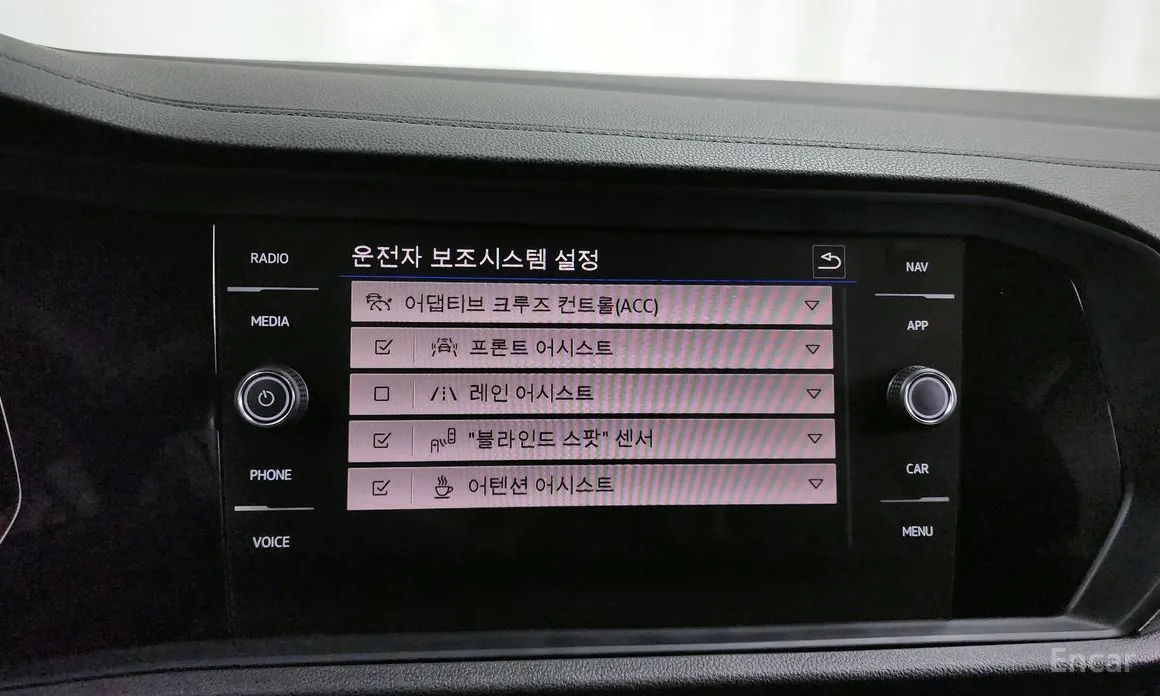 RADIO
MEDIA
PHONE
VOICE
운전자 보조시스템 설정
어댑티브 크루즈 컨트롤(ACC)
프론트 어시스트
레인 어시스트
"블라인드 스팟" 센서
어텐션 어시스트
NAV
APP
CAR
MENU
Encar